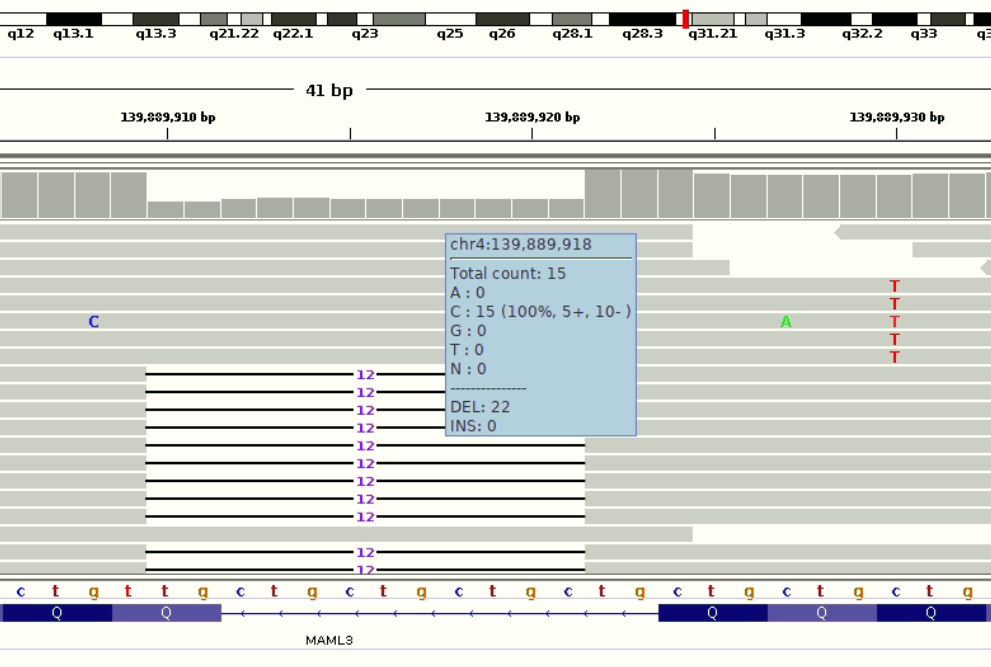 q12 q13.1 q13.3 q21.22 q22.1 q23 q25 q26 q28.1 q28.3 q31.21 q31.3 q32.2 q33
41 bp
139,889,910 bp 139,889,920 bp 139,889,930 bp
chr4:139,889,918
Total count: 15
A : 0
C : 15 (100%, 5+, 10- )
G : 0
T : 0
N : 0
---------------
DEL: 22
INS: 0
T
T
C A T
T
T
12
12
12
12
12
12
12
12
12
12
12
c t g t t g c t g c t g c t g c t g c t g c t g c t g
Q Q Q Q Q
MAML3